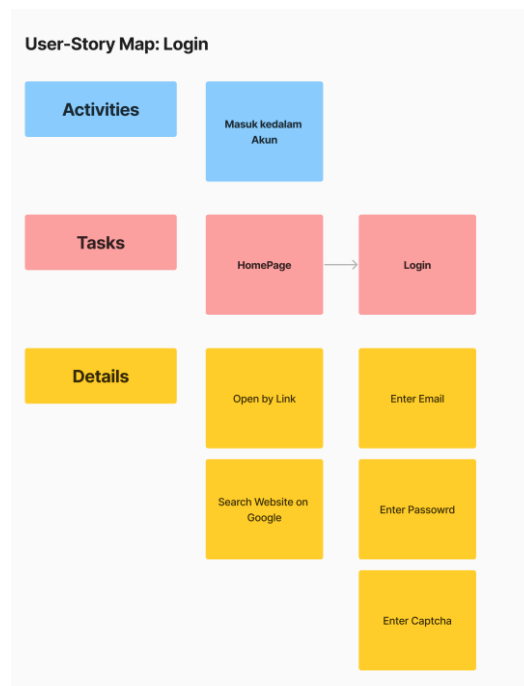 User-Story Map: Login
Activities
Masuk kedalam
Akun
Tasks
HomePage
Login
Details
Open by Link
Enter Email
Search Website on
Google
Enter Passowrd
Enter Captcha